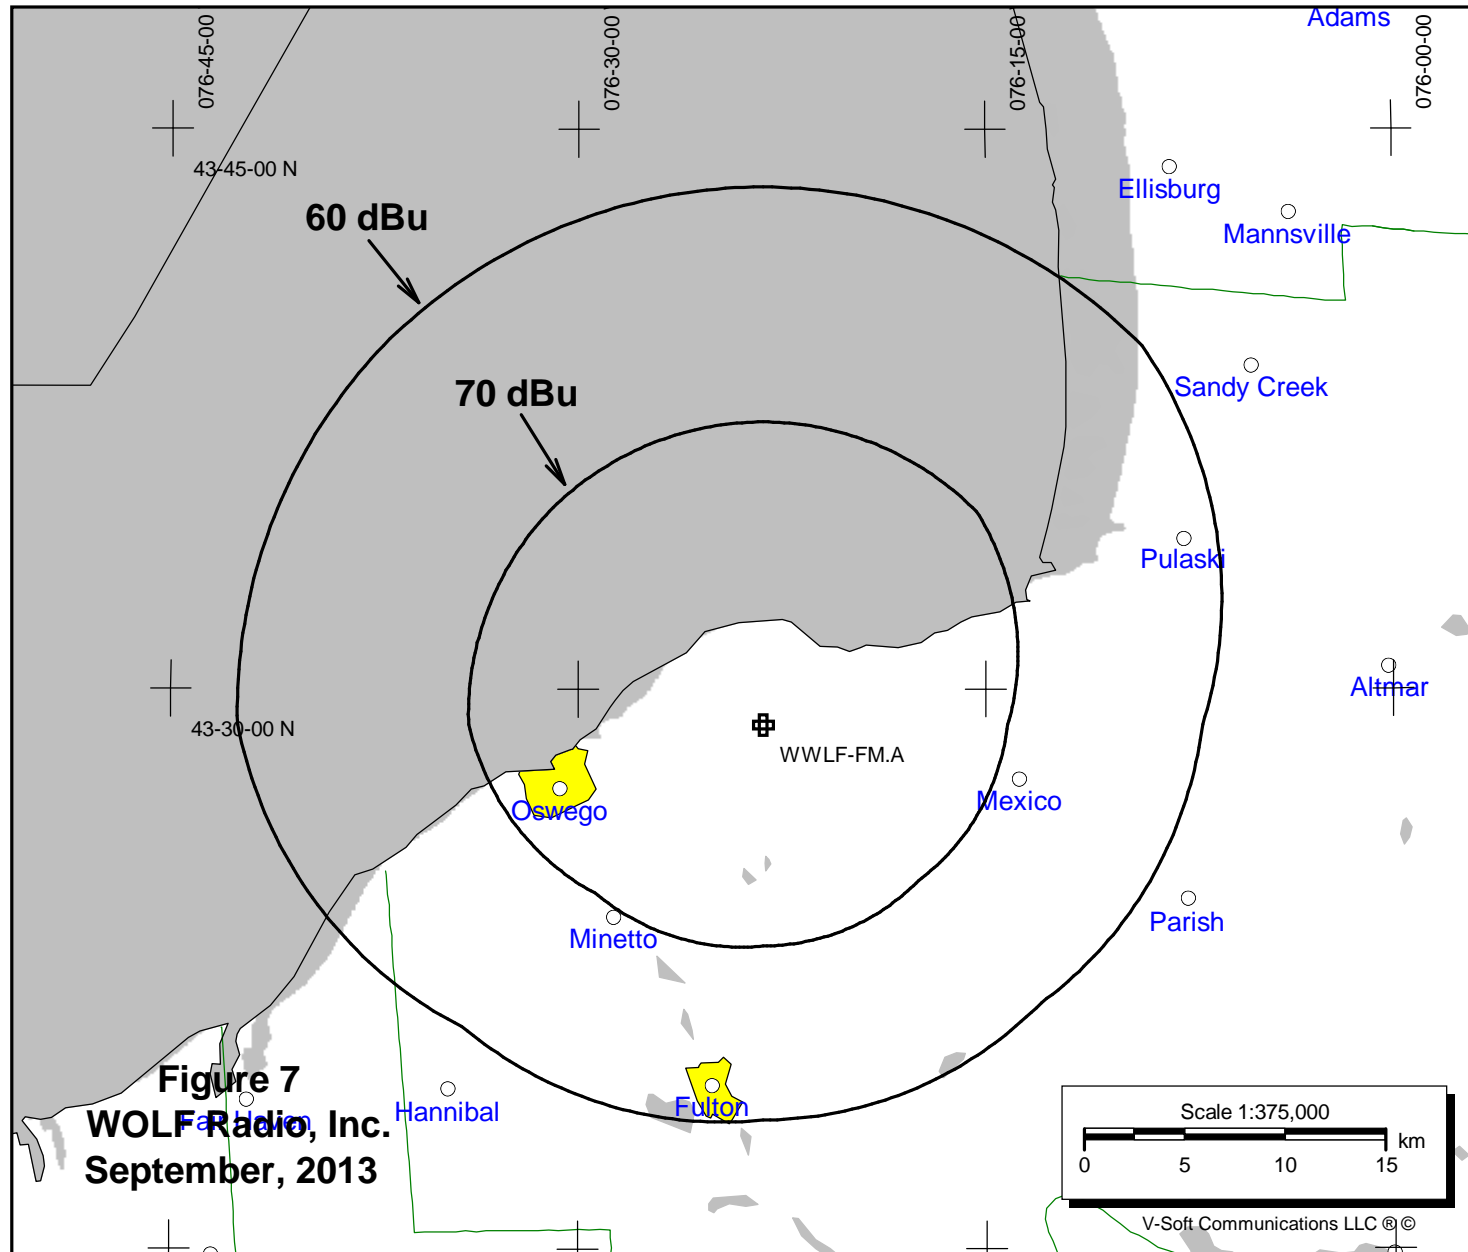 Adams
076-45-00
076-30-00
076-15-00
076-00-00
43-45-00 N
Ellisburg
60 dBu
Mannsville
70 dBu
Sandy Creek
Pulaski
Altmar
43-30-00 N
WWLF-FM.A
Oswego
Mexico
Parish
Minetto
Figure 7
Fulton
Hannibal
Fair Haven
WOLF Radio, Inc.
September, 2013
Scale 1:375,000
km
0 5 10 15
V-Soft Communications LLC ® ©